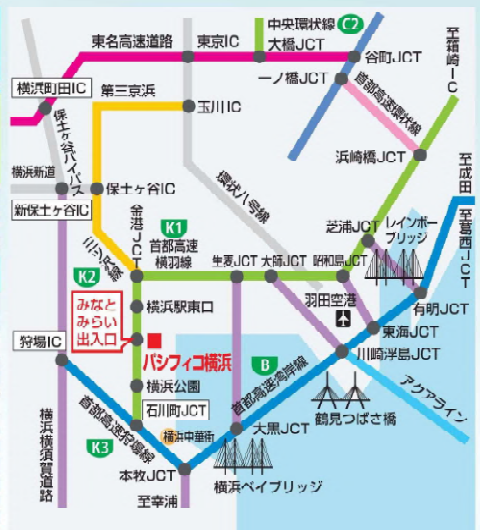 中央環状線 C2
東名高速道路
東京IC
大橋JCT
谷町JCT
至箱崎IC
一ノ橋JCT
首都高速環状線
横浜町田IC
保土ヶ谷バイパス
第三京浜
玉川IC
浜崎橋JCT
横浜新道
保土ヶ谷IC
新保土ヶ谷IC
環状八号線
至成田
至葛西JCT
金港JCT
K1
首都高速
横羽線
三ツ沢線
K2
芝浦JCT
レインボー
ブリッジ
生麦JCT
大師JCT
昭和島JCT
羽田空港
有明JCT
みなと
みらい
出入口
横浜駅東口
東海JCT
狩場IC
パシフィコ横浜
川崎浮島JCT
B
首都高速湾岸線
アクアライン
横浜公園
鶴見つばさ橋
石川町JCT
首都高速狩場線
K3
横浜中華街
大黒JCT
横浜横須賀道路
本牧JCT
横浜ベイブリッジ
至幸浦